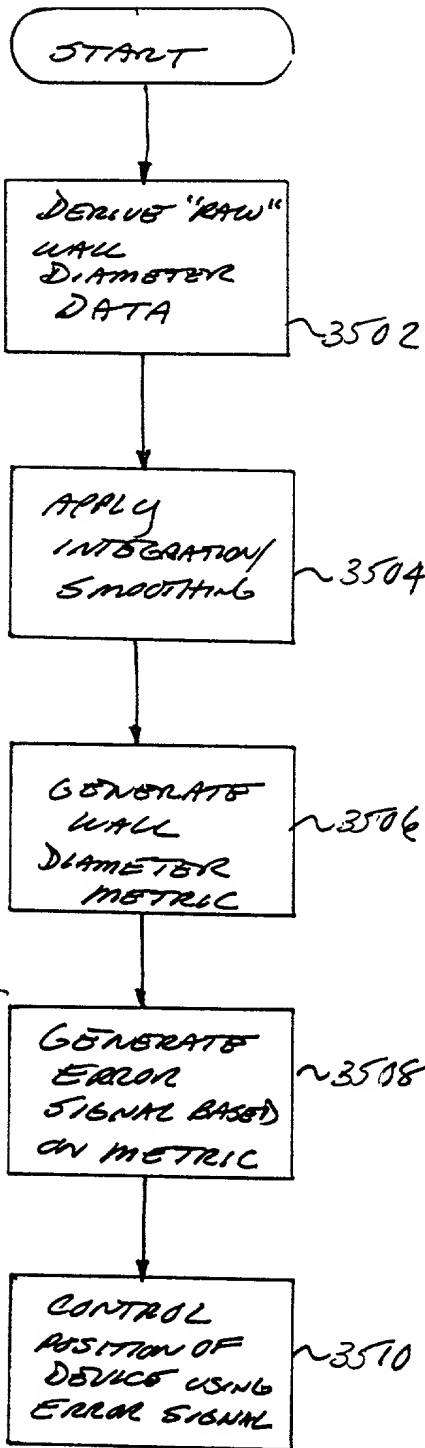 START
DERIVE "RAW"
WALL
DIAMETER
DATA
~3502
APPLY
INTEGRATION/
SMOOTHING
~3504
GENERATE
WALL
DIAMETER
METRIC
~3506
GENERATE
ERROR
SIGNAL BASED
ON METRIC
~3508
CONTROL
POSITION OF
DEVICE USING
ERROR SIGNAL
~3510